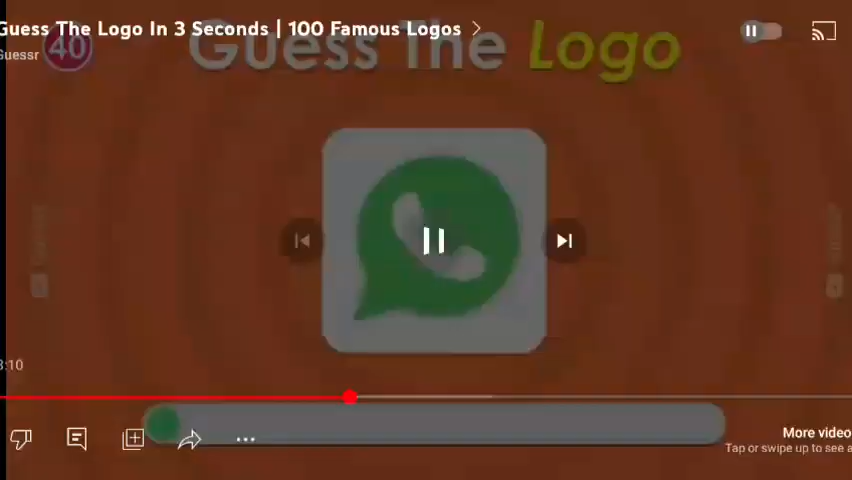 Guess The Logo In 3 Seconds | 100 Famous Logos
Guessr
40
Guess The Logo
3:10
More video
Tap or swipe up to see a